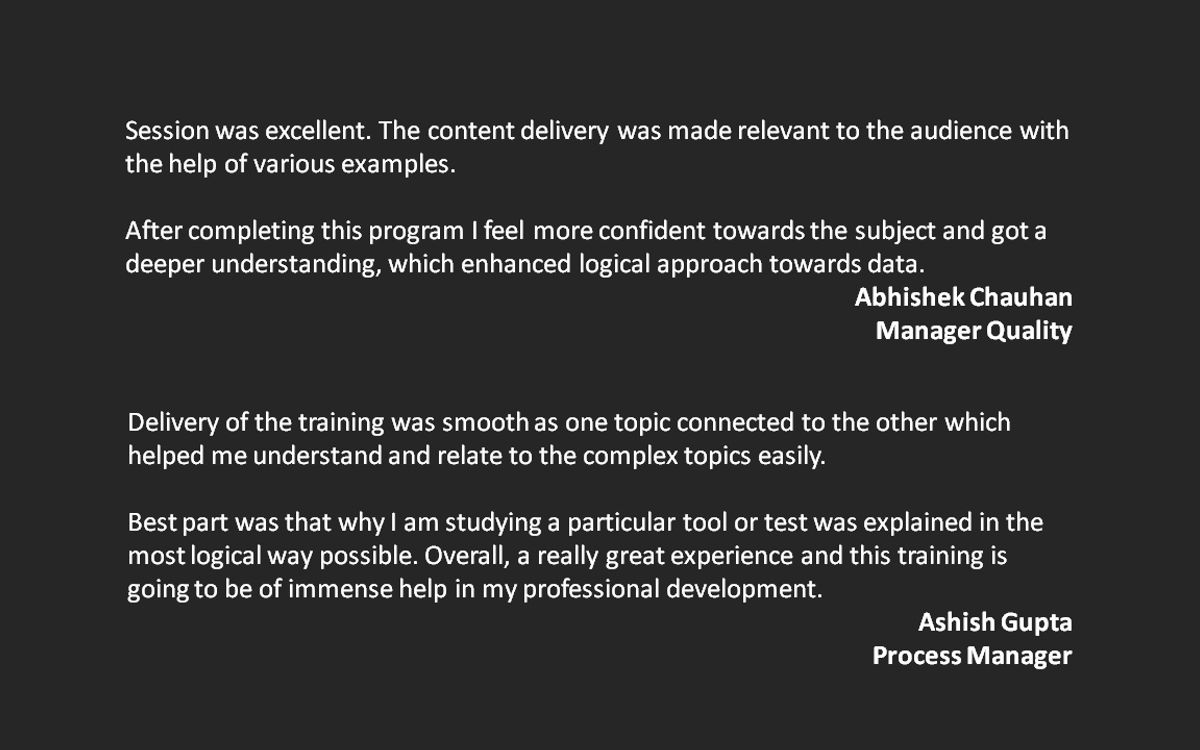 Session was excellent. The content delivery was made relevant to the audience with
the help of various examples.
After completing this program I feel more confident towards the subject and got a
deeper understanding, which enhanced logical approach towards data.
Abhishek Chauhan
Manager Quality
Delivery of the training was smooth as one topic connected to the other which
helped me understand and relate to the complex topics easily.
Best part was that why I am studying a particular tool or test was explained in the
most logical way possible. Overall, a really great experience and this training is
going to be of immense help in my professional development.
Ashish Gupta
Process Manager